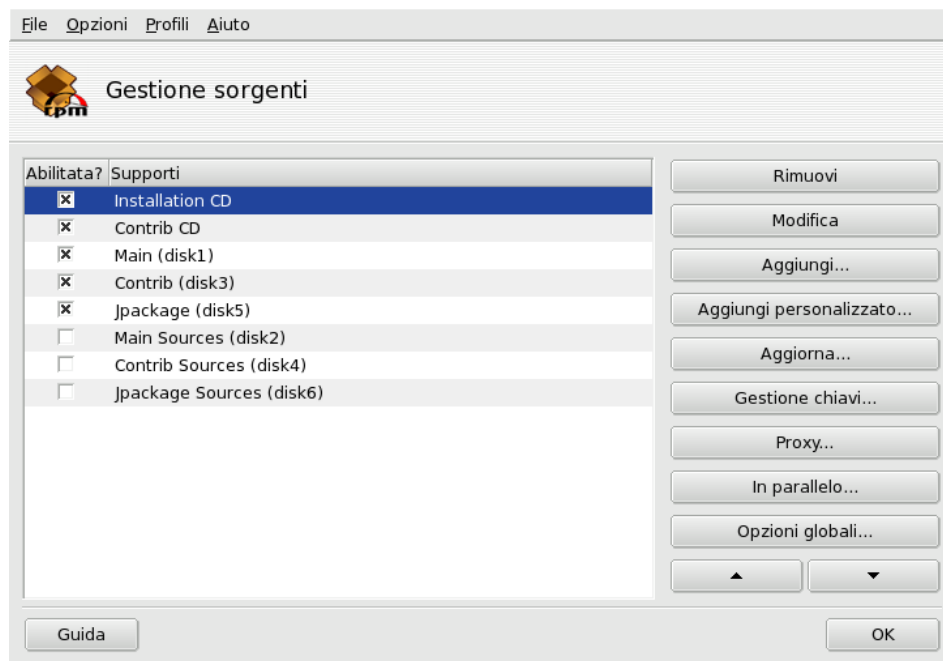 File Opzioni Profili Aiuto
rpm
Gestione sorgenti
Abilitata? Supporti
Installation CD
Contrib CD
Main (disk1)
Contrib (disk3)
Jpackage (disk5)
Main Sources (disk2)
Contrib Sources (disk4)
Jpackage Sources (disk6)
Rimuovi
Modifica
Aggiungi...
Aggiungi personalizzato...
Aggiorna...
Gestione chiavi...
Proxy...
In parallelo...
Opzioni globali...
Guida
OK